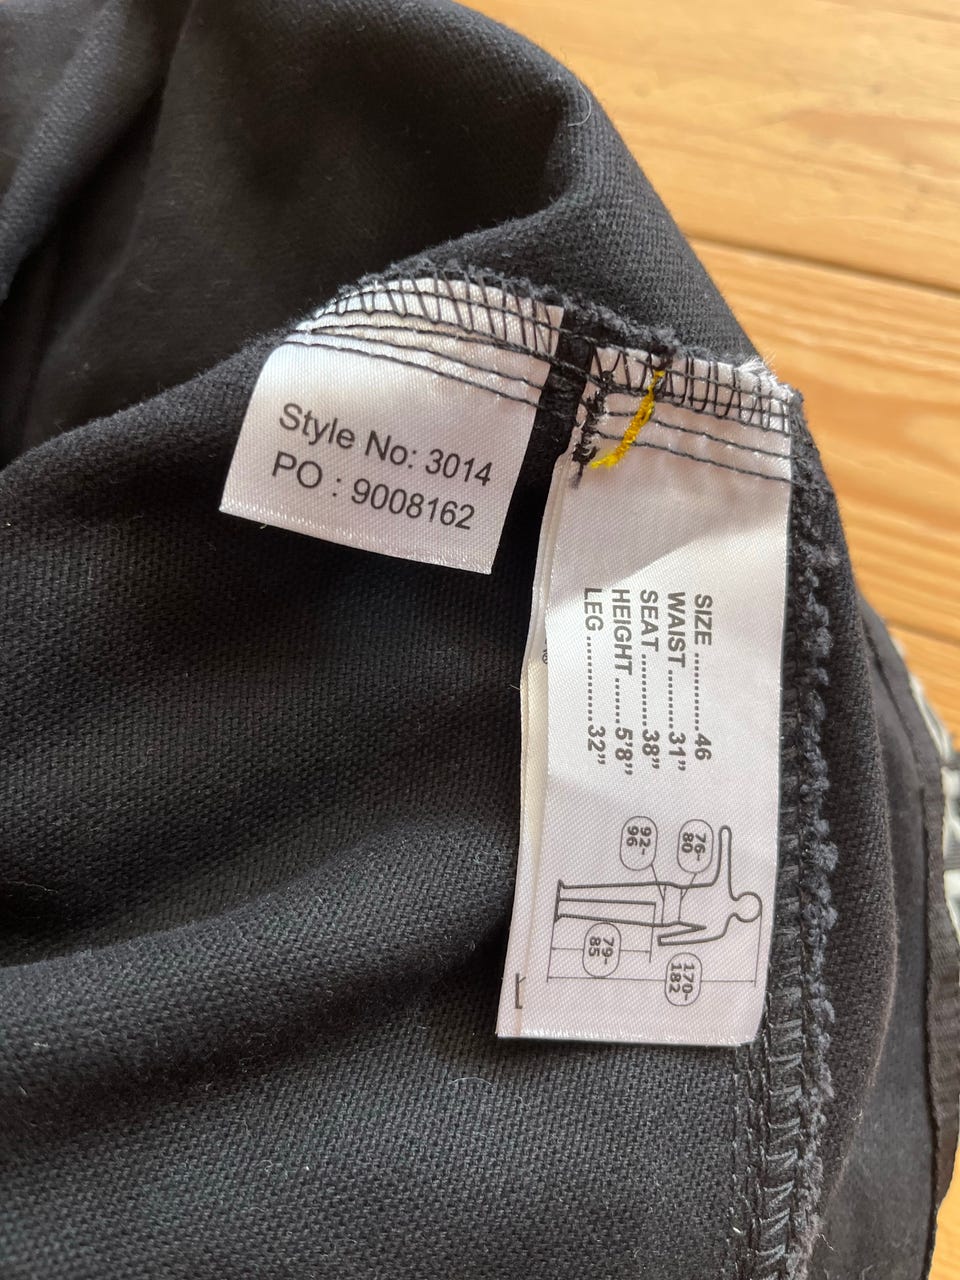 Style No: 3014
PO : 9008162
SIZE ............46
WAIST.........31”
SEAT............38”
HEIGHT.......5’8”
LEG..............32”
76-
80
92-
96
79-
85
170-
182